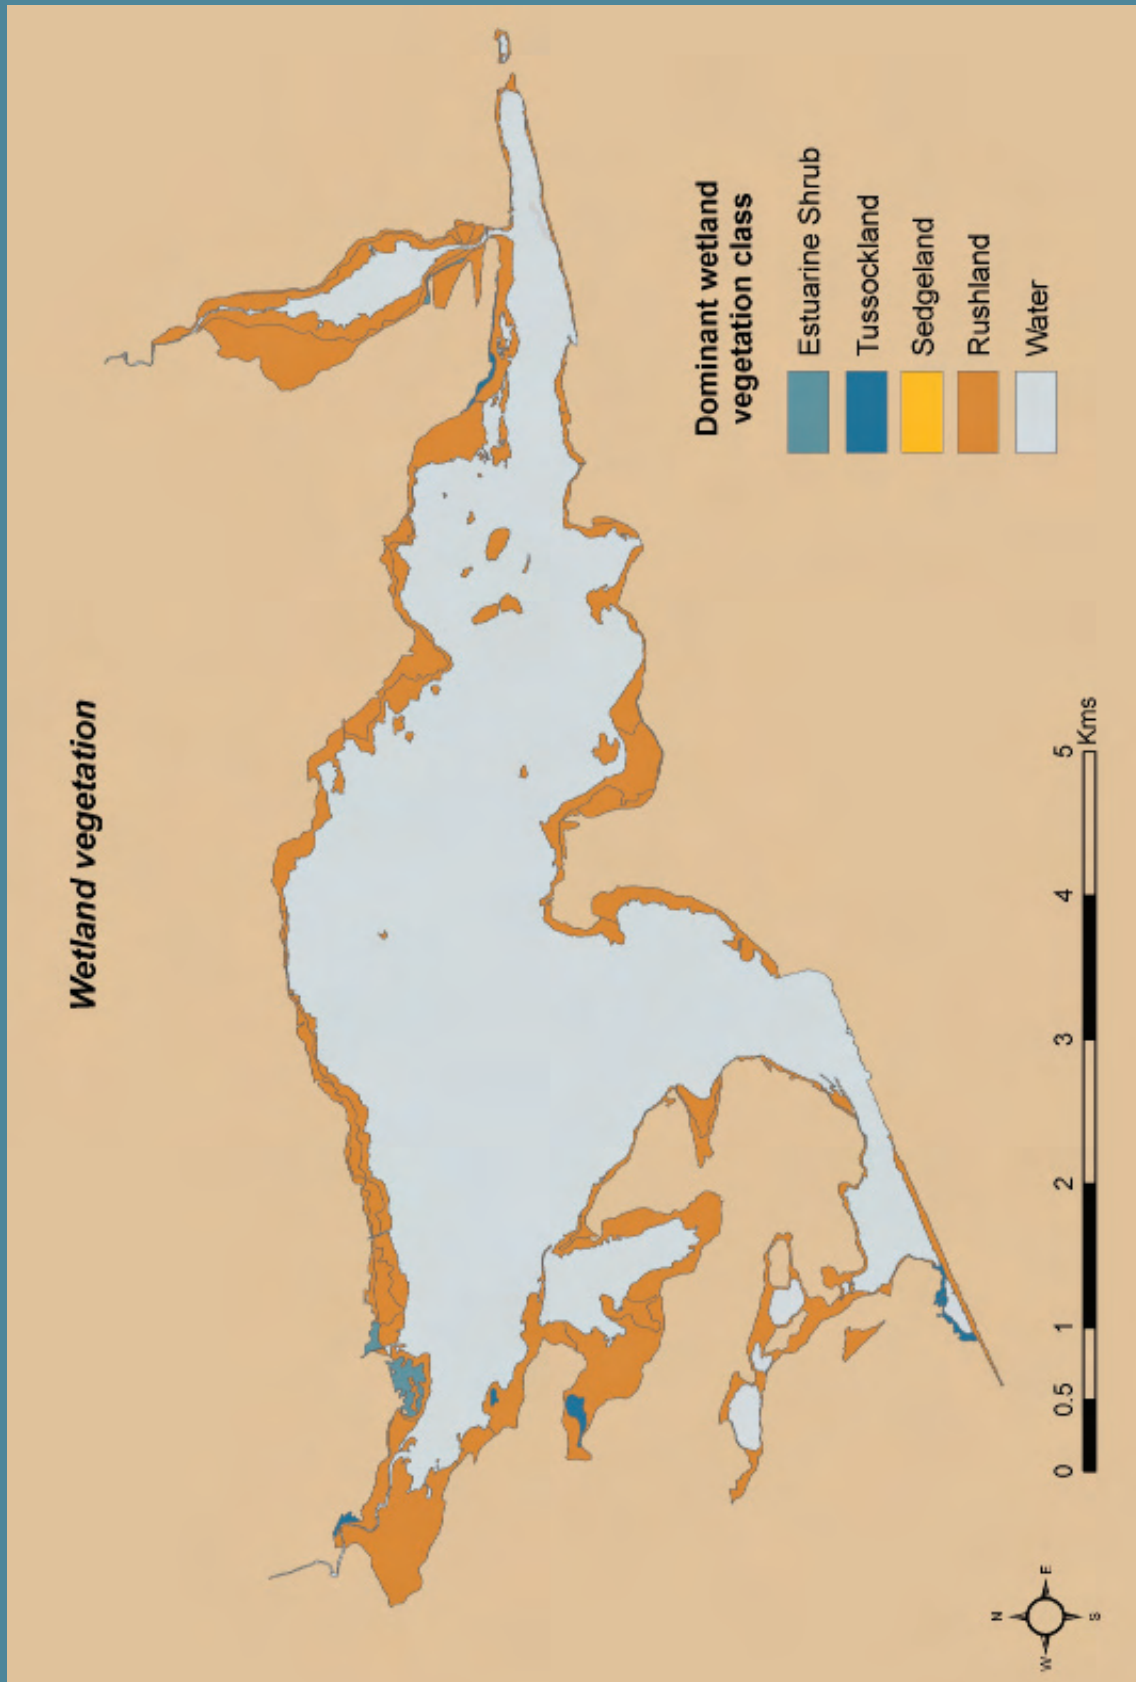 Wetland vegetation
Dominant wetland
vegetation class
Estuarine Shrub
Tussockland
Sedgeland
Rushland
Water
0 0.5 1 2 3 4 5
Kms
N
W E
S